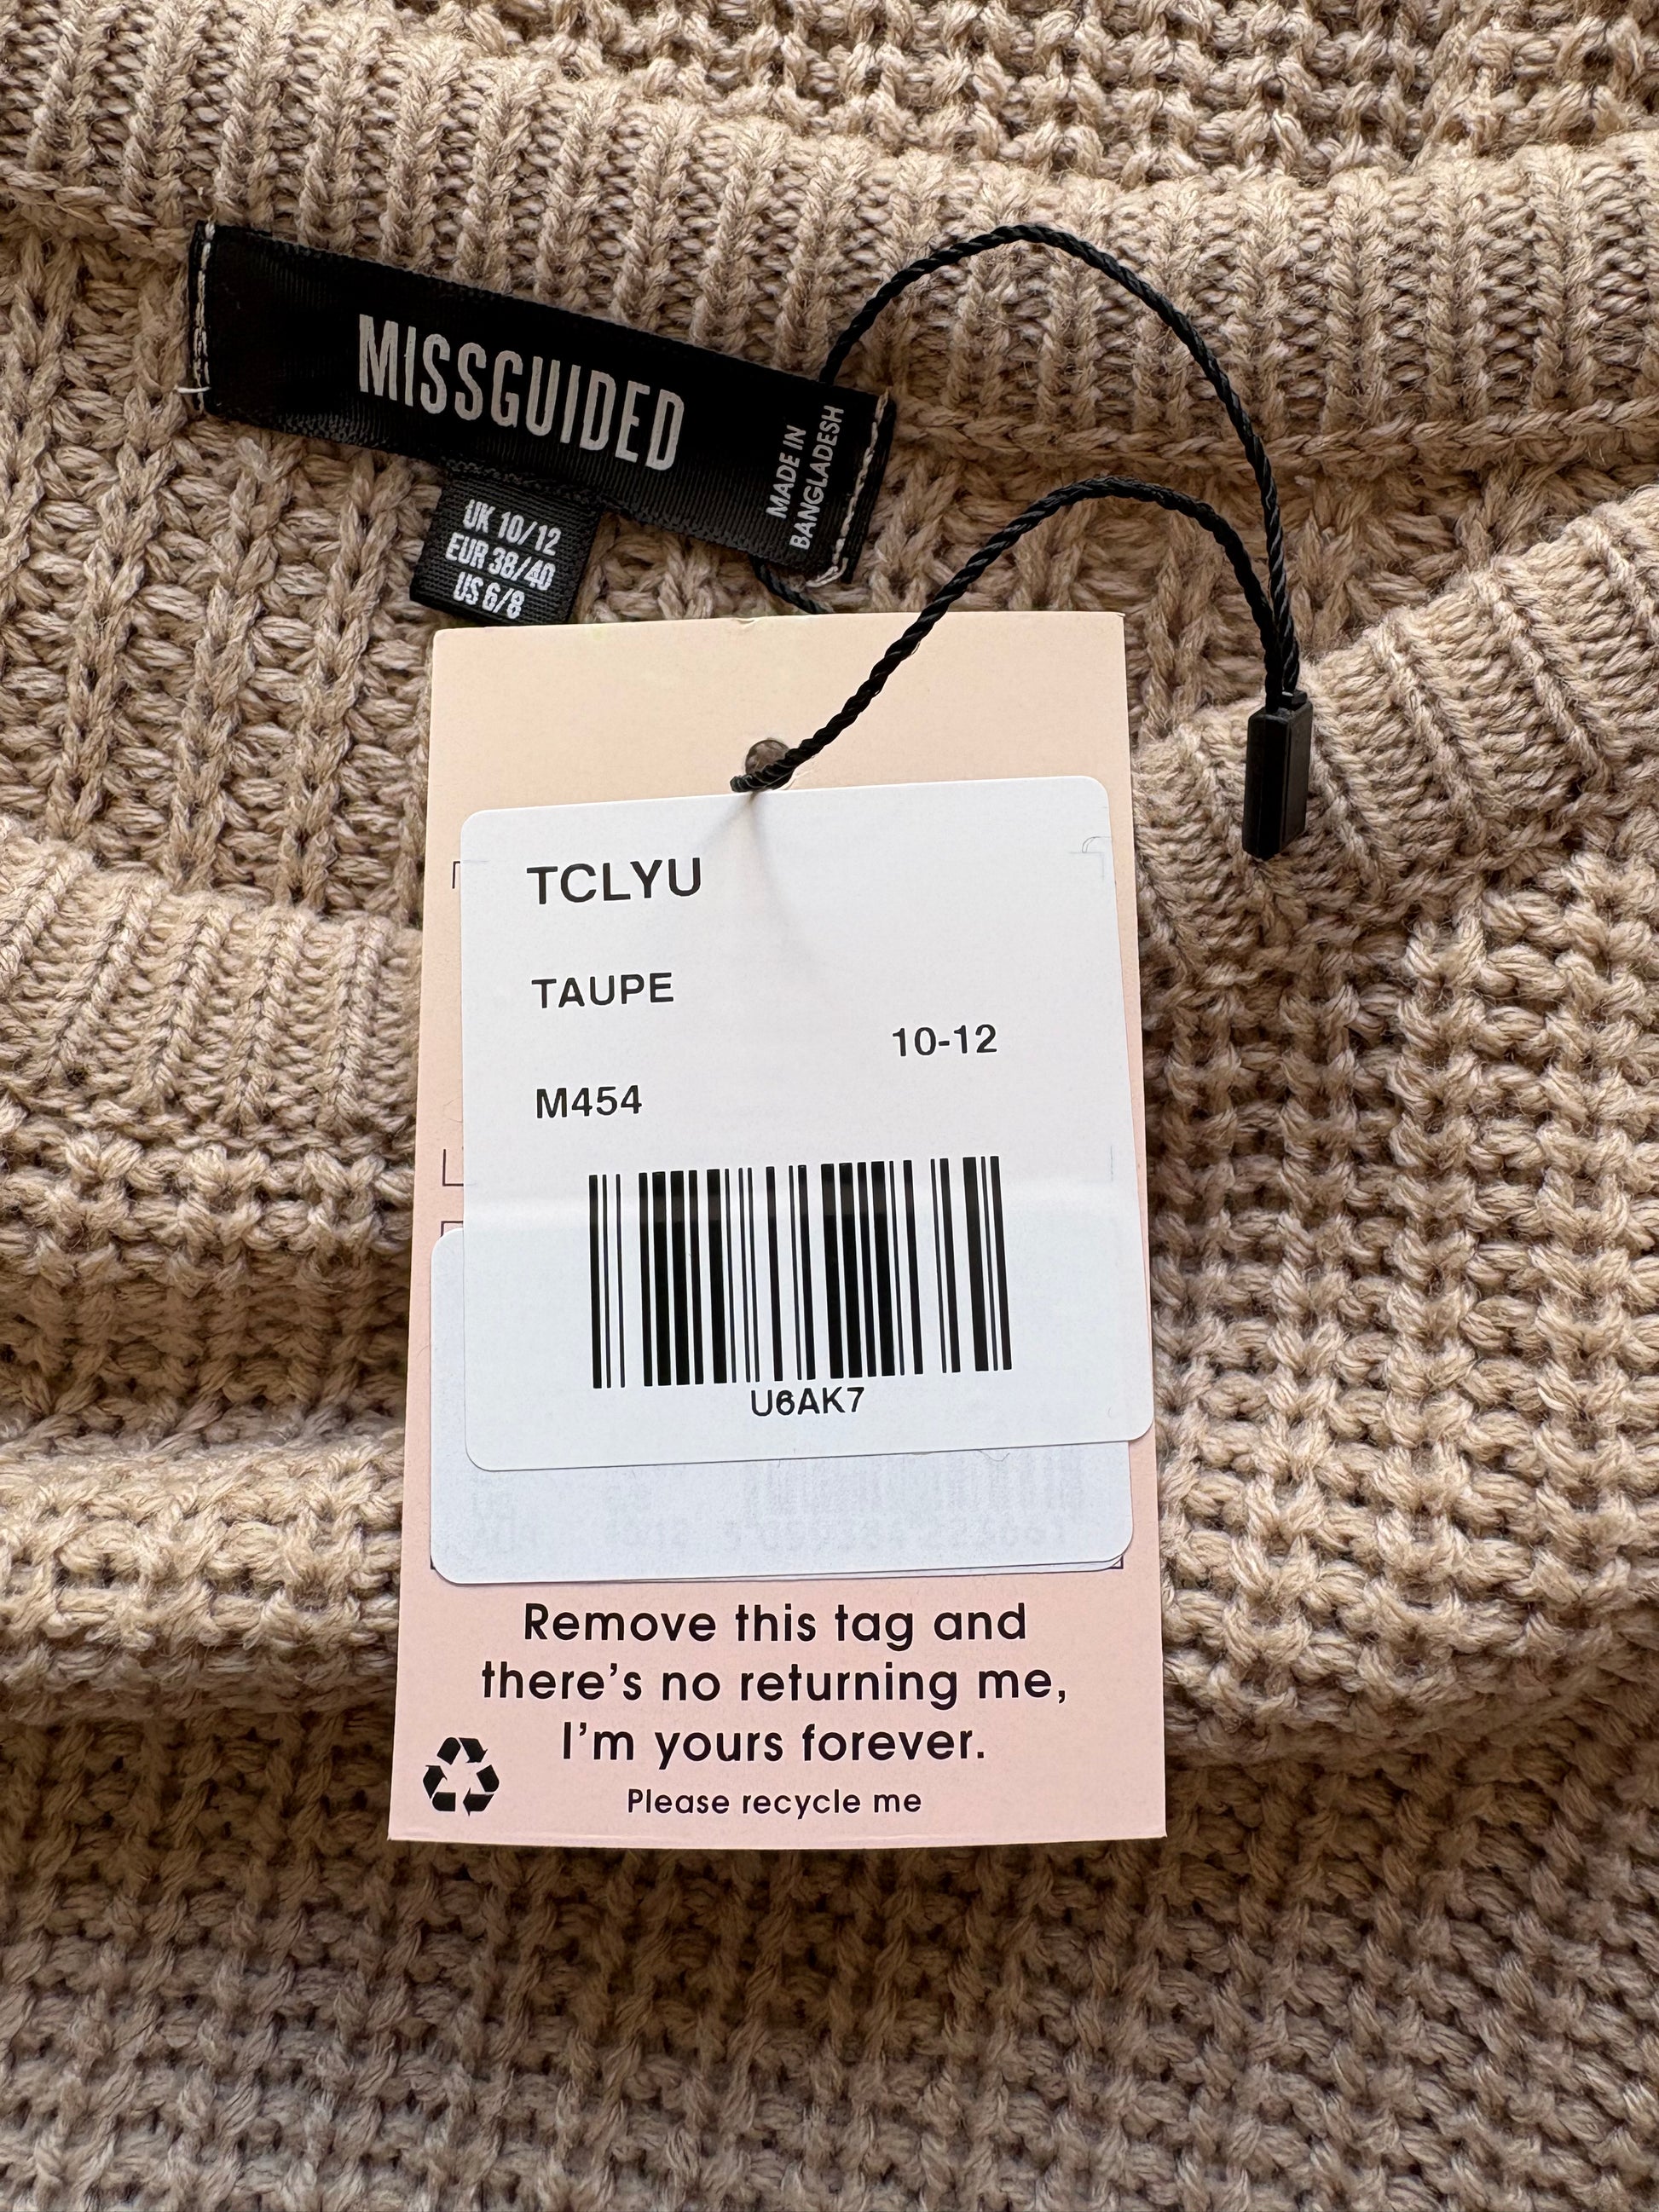 MISSGUIDED
MADE IN
BANGLADESH
UK 10/12
EUR 38/40
US 6/8
TCLYU
TAUPE
10-12
M454
U6AK7
Remove this tag and
there's no returning me,
I'm yours forever.
Please recycle me